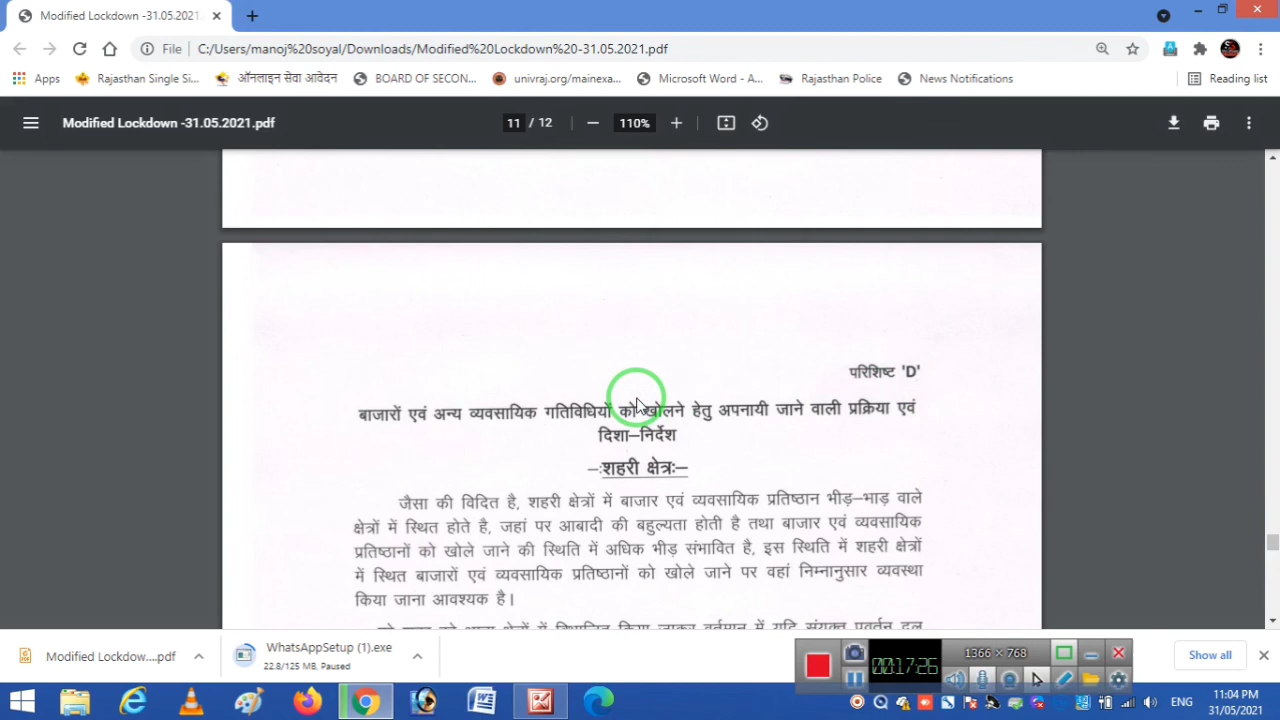 Modified Lockdown -31.05.2021.
File C:/Users/manoj%20soyal/Downloads/Modified%20Lockdown%20-31.05.2021.pdf
Apps Rajasthan Single Si... ऑनलाइन सेवा आवेदन BOARD OF SECON... univraj.org/mainexa... Microsoft Word - A... Rajasthan Police News Notifications Reading list
Modified Lockdown -31.05.2021.pdf 11 / 12 110%
परिशिष्ट 'D'
बाजारों एवं अन्य व्यवसायिक गतिविधियों को खोलने हेतु अपनायी जाने वाली प्रक्रिया एवं
दिशा–निर्देश
–:शहरी क्षेत्र:–
जैसा की विदित है, शहरी क्षेत्रों में बाजार एवं व्यवसायिक प्रतिष्ठान भीड़–भाड़ वाले
क्षेत्रों में स्थित होते है, जहां पर आबादी की बहुल्यता होती है तथा बाजार एवं व्यवसायिक
प्रतिष्ठानों को खोले जाने की स्थिति में अधिक भीड़ संभावित है, इस स्थिति में शहरी क्षेत्रों
में स्थित बाजारों एवं व्यवसायिक प्रतिष्ठानों को खोले जाने पर वहां निम्नानुसार व्यवस्था
किया जाना आवश्यक है।
Modified Lockdow....pdf
WhatsAppSetup (1).exe
22.8/125 MB, Paused
00:17:26
1366 × 768
Show all
ENG
11:04 PM
31/05/2021